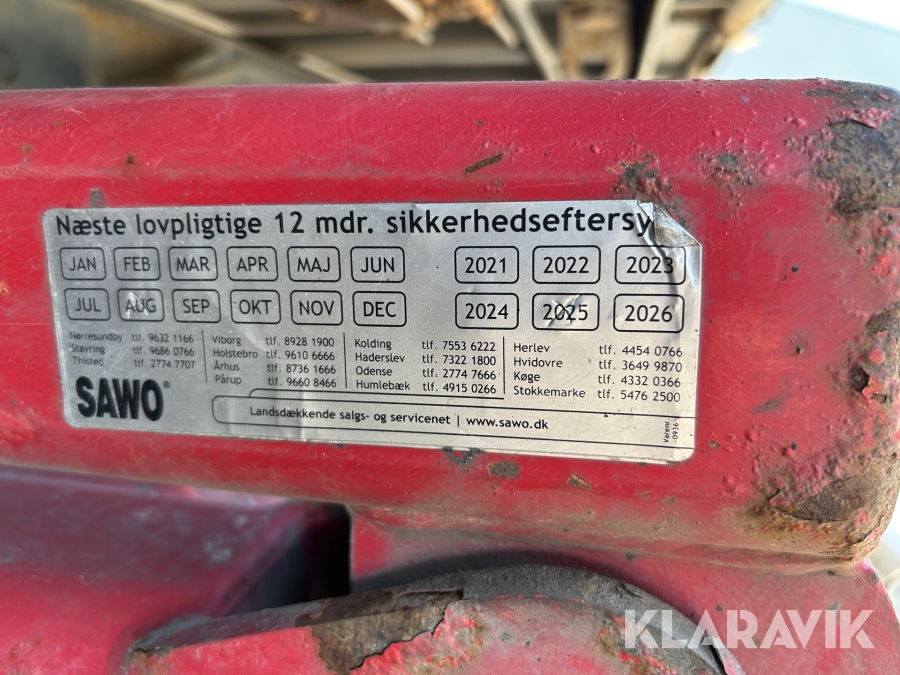 Næste lovpligtige 12 mdr. sikkerhedseftersy
JAN FEB MAR APR MAJ JUN 2021 2022 2023
JUL AUG SEP OKT NOV DEC 2024 2025 2026
Nørresundby tlf. 9632 1166
Støvring tlf. 9686 0766
Thisted tlf. 2774 7707
Viborg tlf. 8928 1900
Holstebro tlf. 9610 6666
Århus tlf. 8736 1666
Pårup tlf. 9660 8466
Kolding tlf. 7553 6222
Haderslev tlf. 7322 1800
Odense tlf. 2774 7666
Humlebæk tlf. 4915 0266
Herlev tlf. 4454 0766
Hvidovre tlf. 3649 9870
Køge tlf. 4332 0366
Stokkemarke tlf. 5476 2500
SAWO®
Landsdækkende salgs- og servicenet | www.sawo.dk
Varenr
0936
KLARAVIK